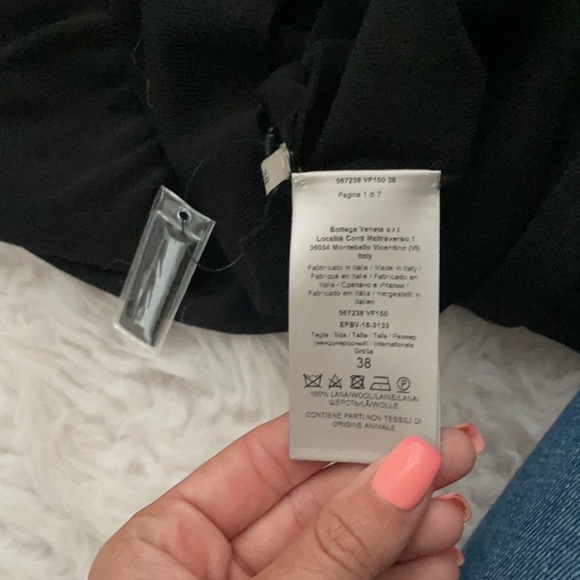 567238 VF150 38
Pagina 1 di 7
Bottega Veneta s.r.l.
Località Conti Maltraverso,1
36054 Montebello Vicentino (VI)
Italy
Fabbricato in Italia / Made in Italy /
Fabriqué en Italie / Fabricado en
Italia / Сделано в Италии /
Fabricado em Itália / Hergestellt in
Italien
567238 VF150
EPBV-18-3133
Taglia / Size / Taille / Talla / Размер
(международный) / Internationale
Größe
38
100% LANA/WOOL/LAINE/LANA/
ШЕРСТЬ/LÃ/WOLLE
CONTIENE PARTI NON TESSILI DI
ORIGINE ANIMALE